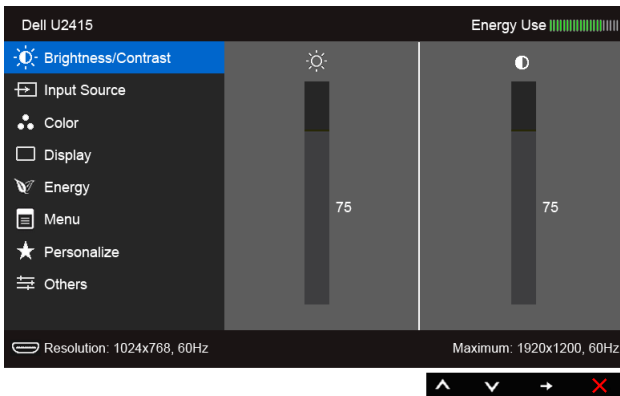 Dell U2415 Energy Use
Brightness/Contrast
Input Source
Color
Display
Energy
Menu
75 75
Personalize
Others
Resolution: 1024x768, 60Hz Maximum: 1920x1200, 60Hz